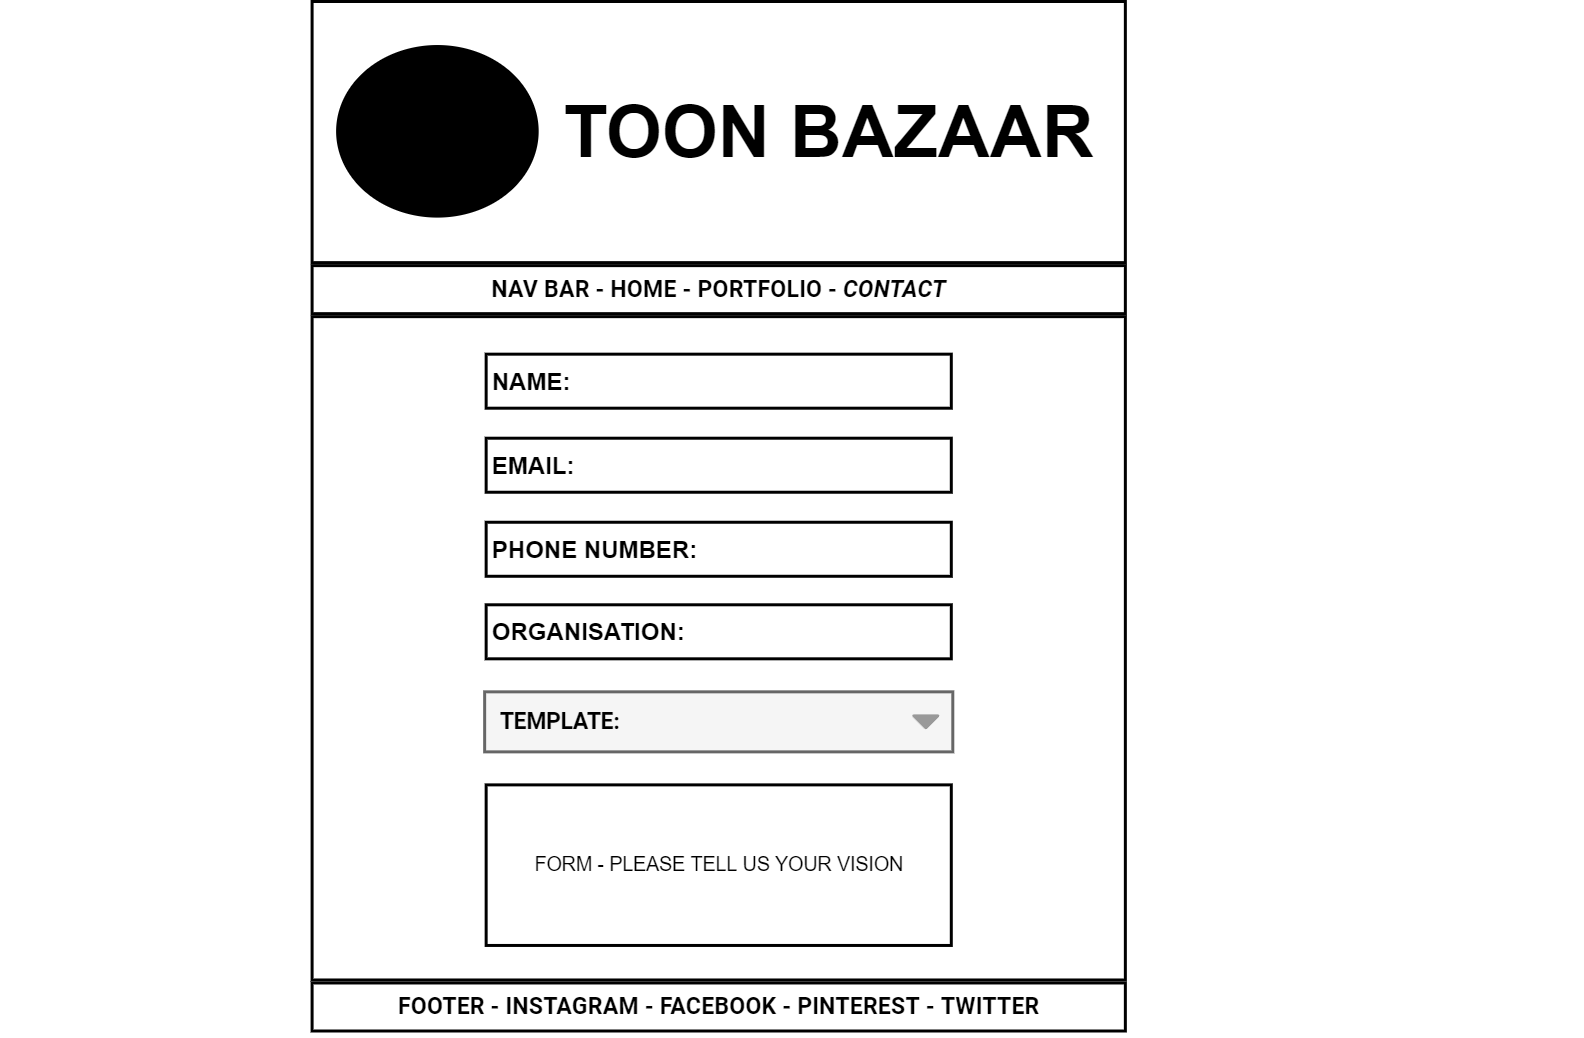 TOON BAZAAR
NAV BAR - HOME - PORTFOLIO - CONTACT
NAME:
EMAIL:
PHONE NUMBER:
ORGANISATION:
TEMPLATE:
FORM - PLEASE TELL US YOUR VISION
FOOTER - INSTAGRAM - FACEBOOK - PINTEREST - TWITTER